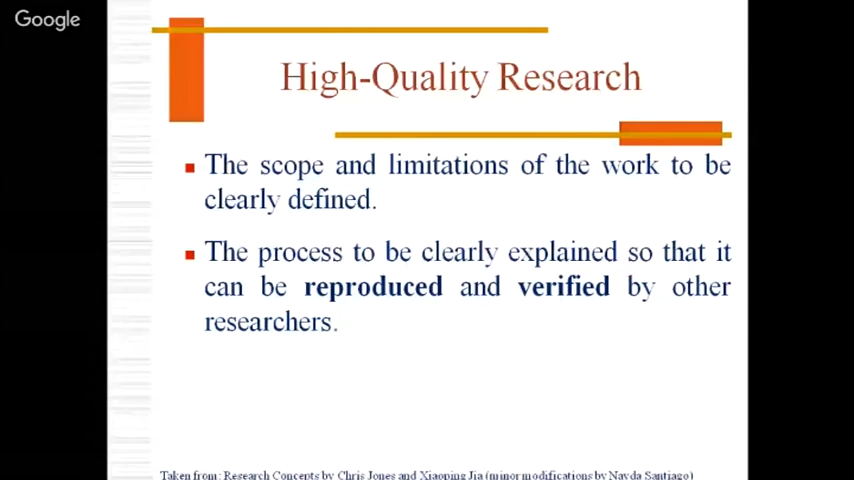 Google
High-Quality Research
The scope and limitations of the work to be
clearly defined.
The process to be clearly explained so that it
can be reproduced and verified by other
researchers.
Taken from: Research Concepts by Chris Jones and Xiaoping Jia (minor modifications by Nayda Santiago)